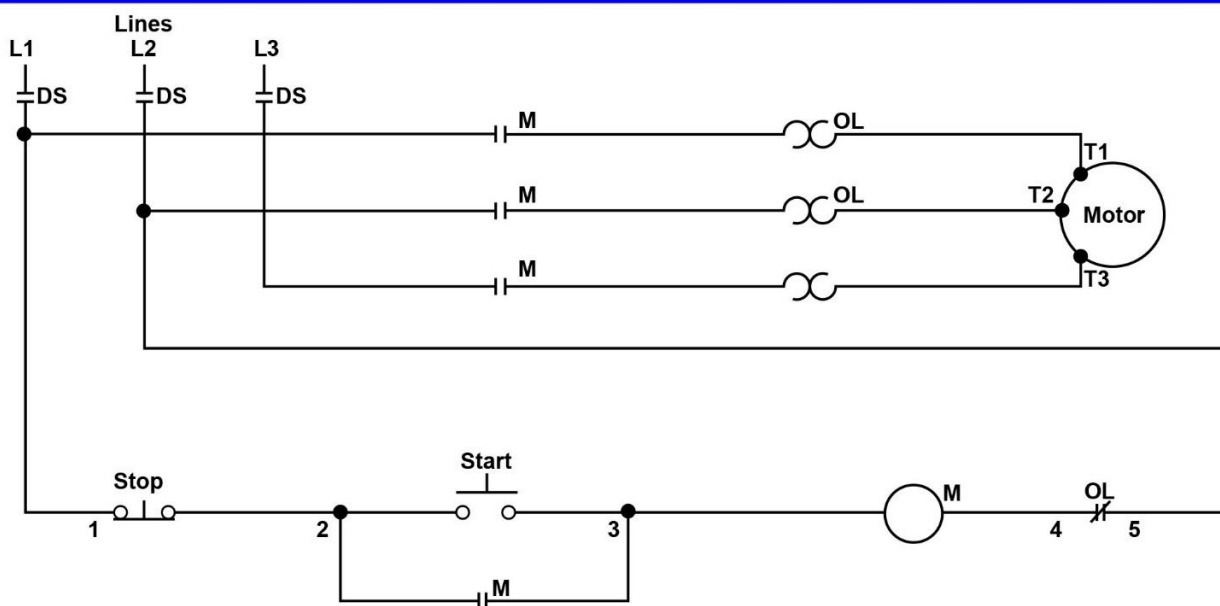 Lines
L1 L2 L3
DS DS DS
M OL
T1
M OL T2 Motor
M
T3
Start
Stop M OL
1 2 3 4 5
M